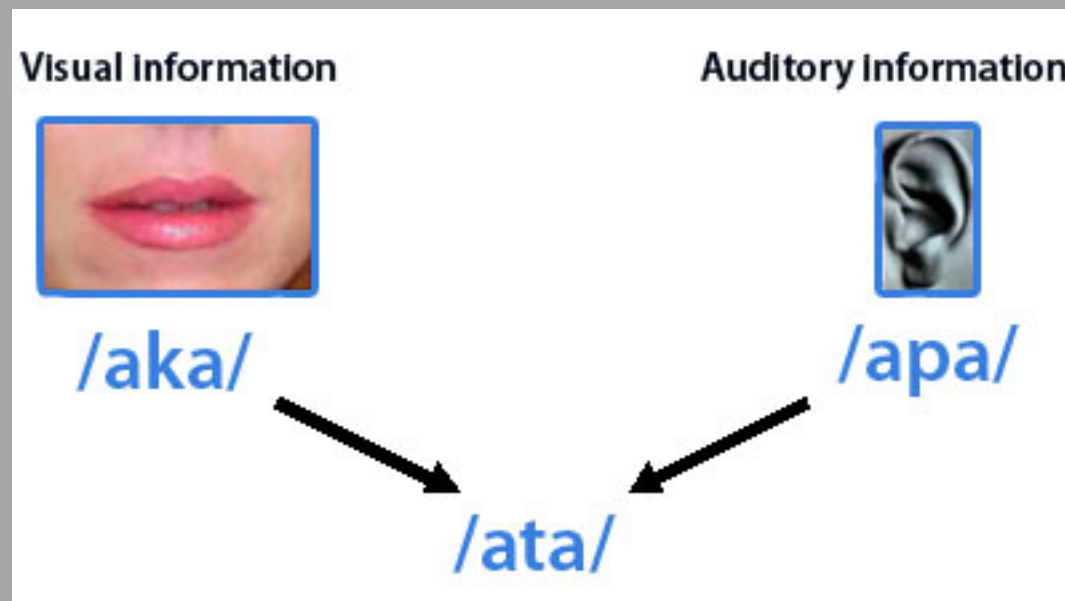 Visual information
Auditory information
/aka/
/apa/
/ata/